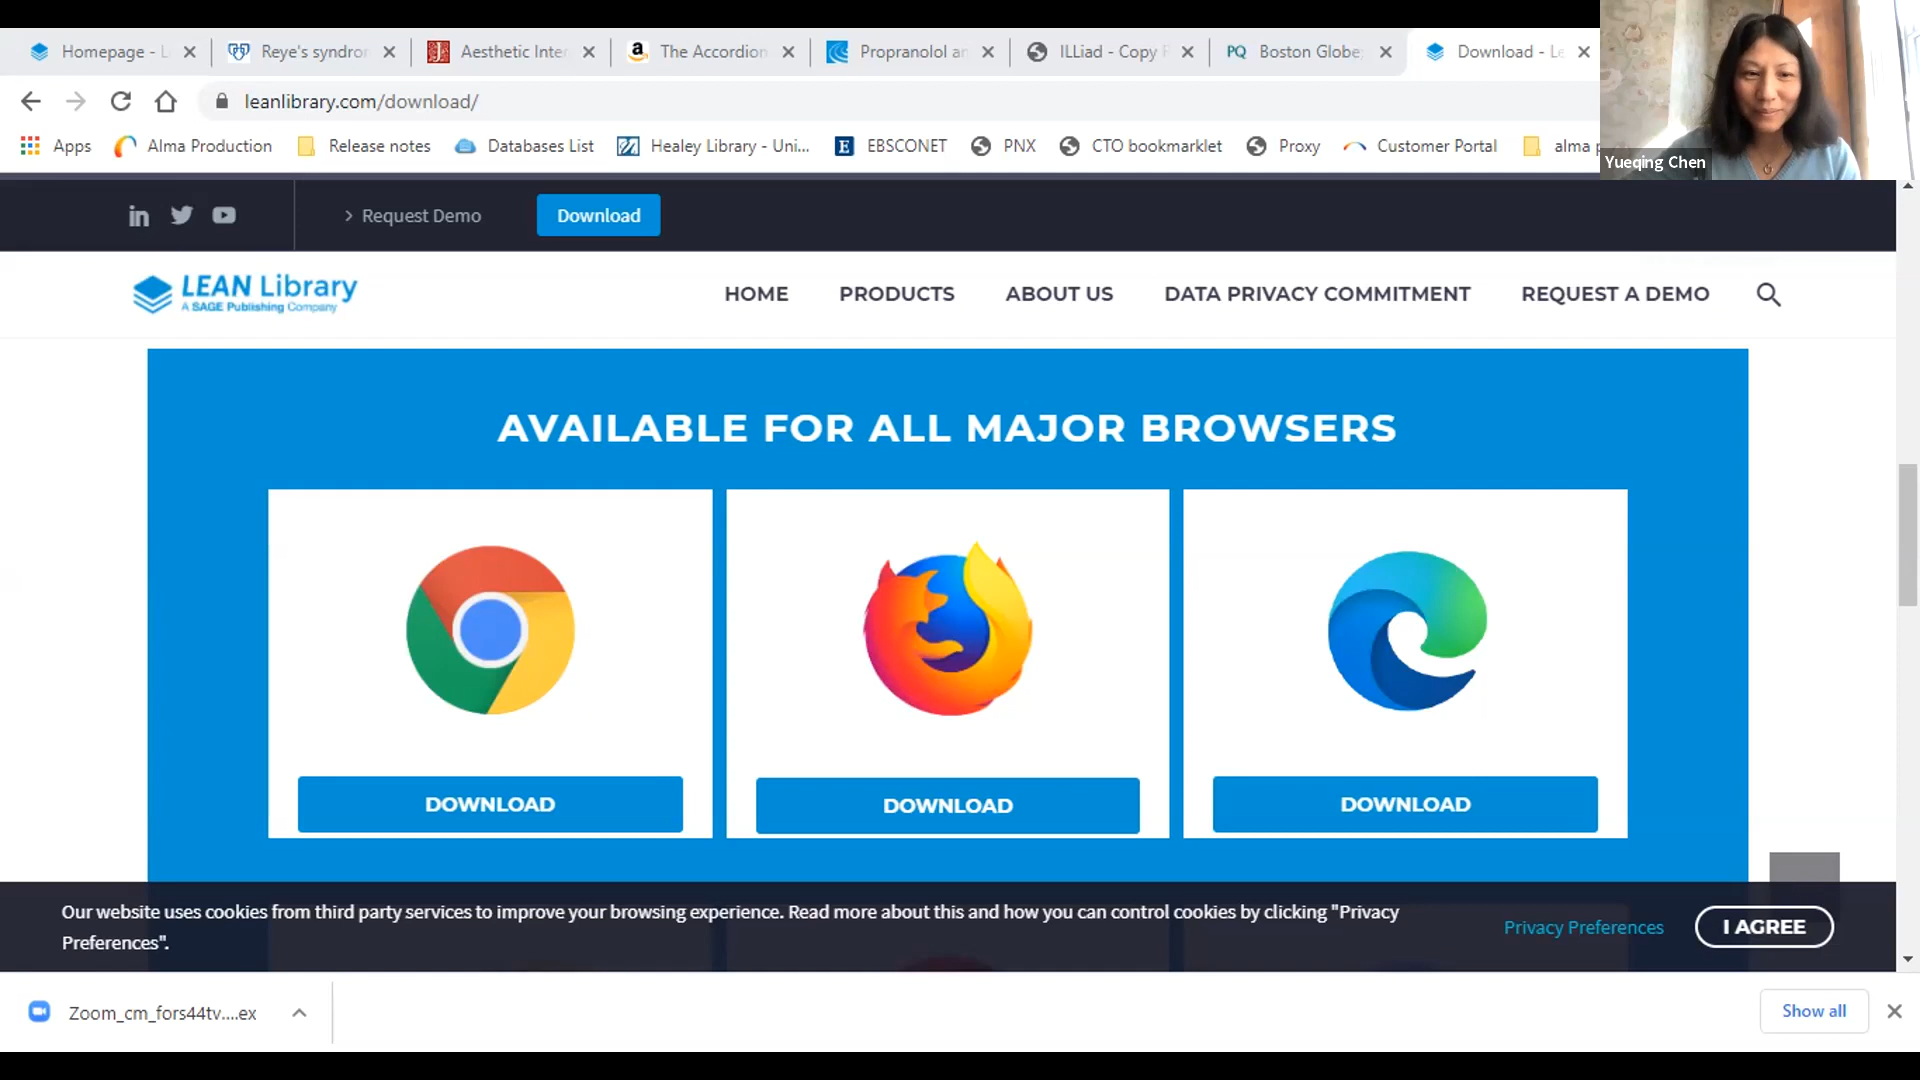 Homepage - L
Reye's syndror
Aesthetic Inte
The Accordion
Propranolol ar
ILLiad - Copy
PQ
Boston Globe;
Download - Le
leanlibrary.com/download/
Apps
Alma Production
Release notes
Databases List
Healey Library - Uni...
E
EBSCONET
PNX
CTO bookmarklet
Proxy
Customer Portal
alma p
Yueqing Chen
> Request Demo
Download
LEAN Library
A SAGE Publishing Company
HOME
PRODUCTS
ABOUT US
DATA PRIVACY COMMITMENT
REQUEST A DEMO
AVAILABLE FOR ALL MAJOR BROWSERS
DOWNLOAD
DOWNLOAD
DOWNLOAD
Our website uses cookies from third party services to improve your browsing experience. Read more about this and how you can control cookies by clicking "Privacy
Preferences".
Privacy Preferences
I AGREE
Zoom_cm_fors44tv....ex
Show all